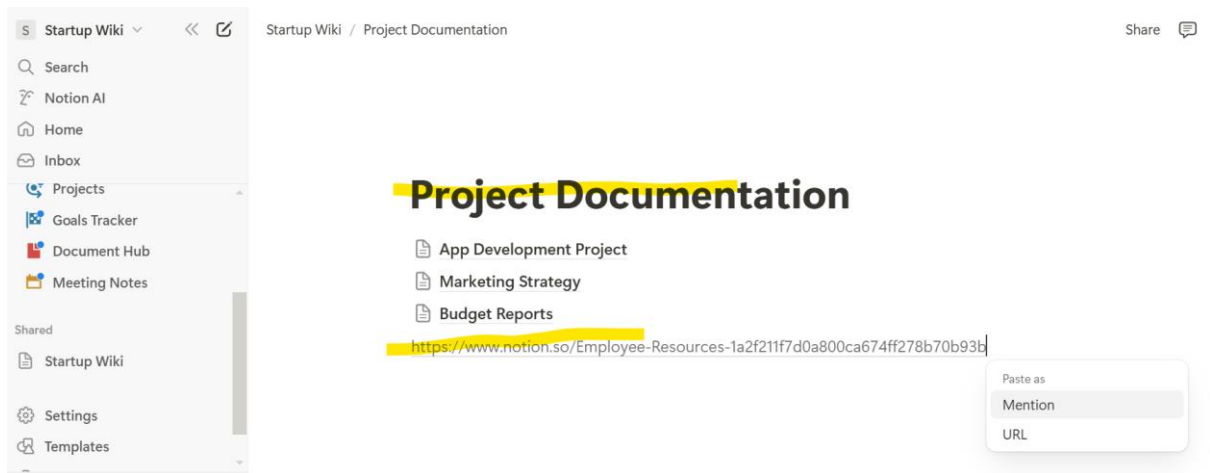 S Startup Wiki
Search
Notion AI
Home
Inbox
Projects
Goals Tracker
Document Hub
Meeting Notes
Shared
Startup Wiki
Settings
Templates
Startup Wiki / Project Documentation
Share
Project Documentation
App Development Project
Marketing Strategy
Budget Reports
https://www.notion.so/Employee-Resources-1a2f211f7d0a800ca674ff278b70b93b
Paste as
Mention
URL